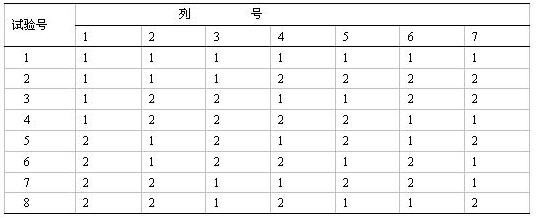 列 号
试验号
1 2 3 4 5 6 7
1 1 1 1 1 1 1 1
2 1 1 1 2 2 2 2
3 1 2 2 1 1 2 2
4 1 2 2 2 2 1 1
5 2 1 2 1 2 1 2
6 2 1 2 2 1 2 1
7 2 2 1 1 2 2 1
8 2 2 1 2 1 1 2